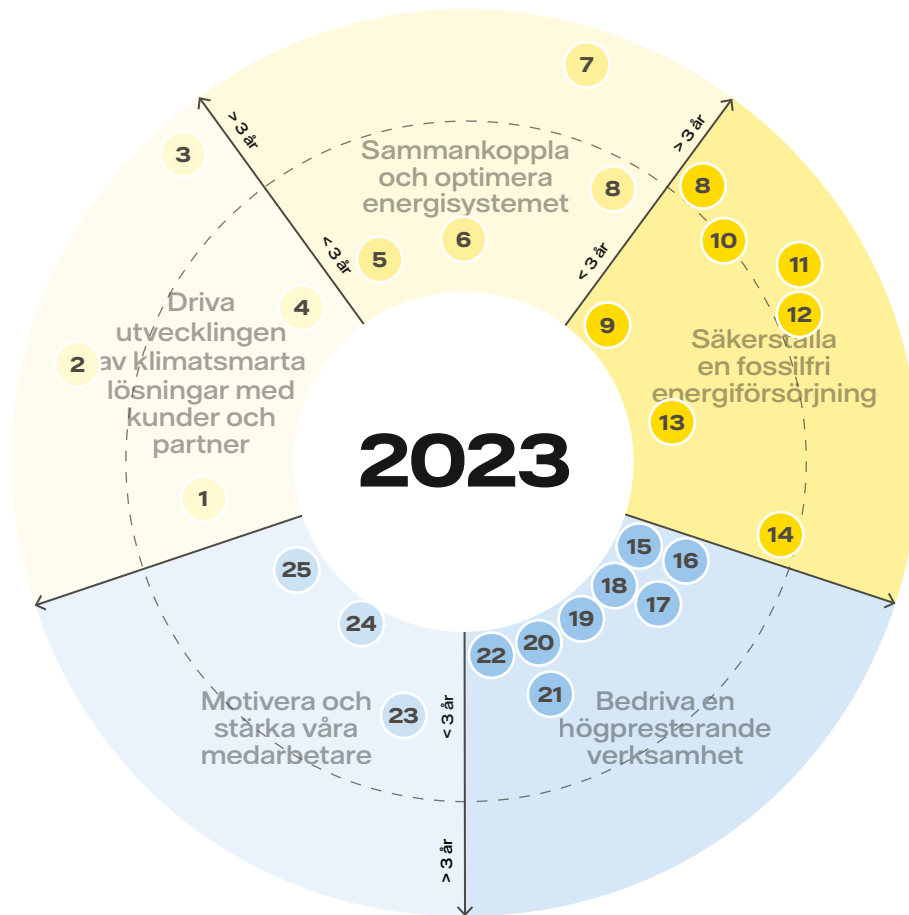 7
> 3 år
> 3 år
3
Sammankoppla
och optimera
energisystemet
8
8
6
10
5
< 3 år
< 3 år
11
4
9
12
Driva
utvecklingen
av klimatsmarta
lösningar med
kunder och
partner
2
Säkerställa
en fossilfri
energiförsörjning
13
2023
1
14
15
16
25
18
17
24
19
20
22
21
23
< 3 år
Motivera och
stärka våra
medarbetare
Bedriva en
högpresterande
verksamhet
> 3 år